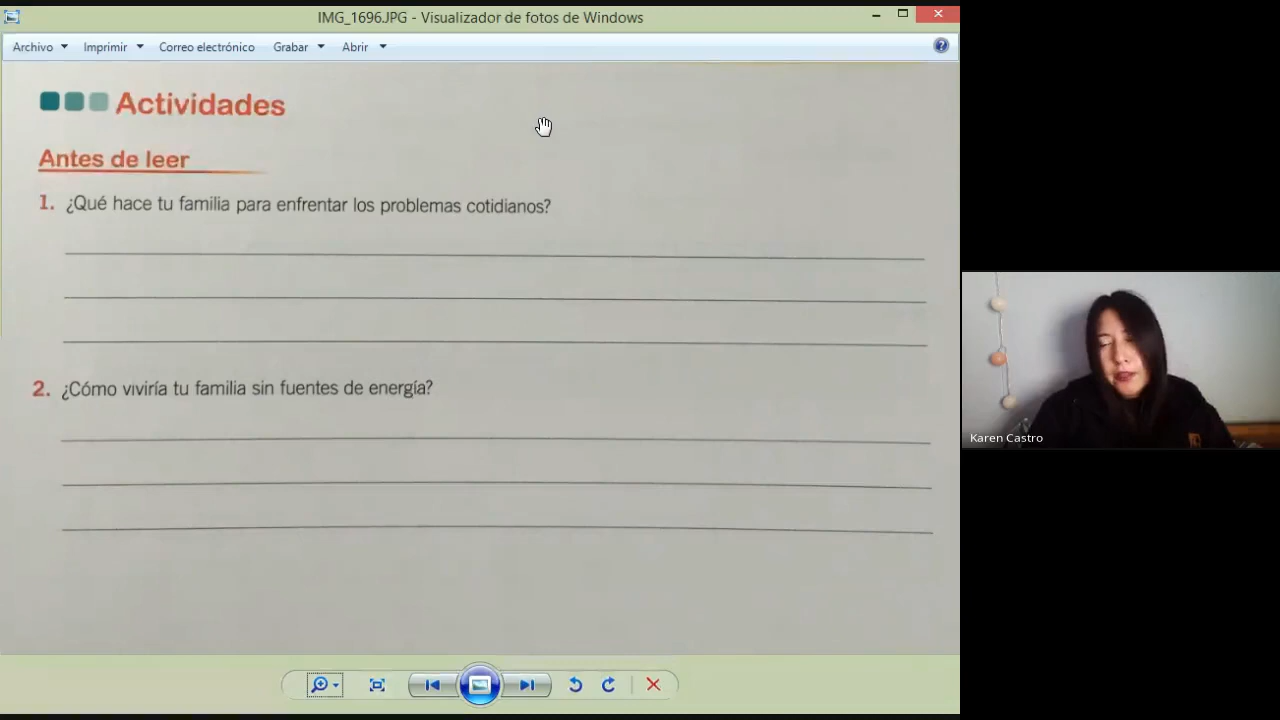 IMG_1696.JPG - Visualizador de fotos de Windows
Archivo Imprimir Correo electrónico Grabar Abrir
Actividades
Antes de leer
1. ¿Qué hace tu familia para enfrentar los problemas cotidianos?
2. ¿Cómo viviría tu familia sin fuentes de energía?
Karen Castro